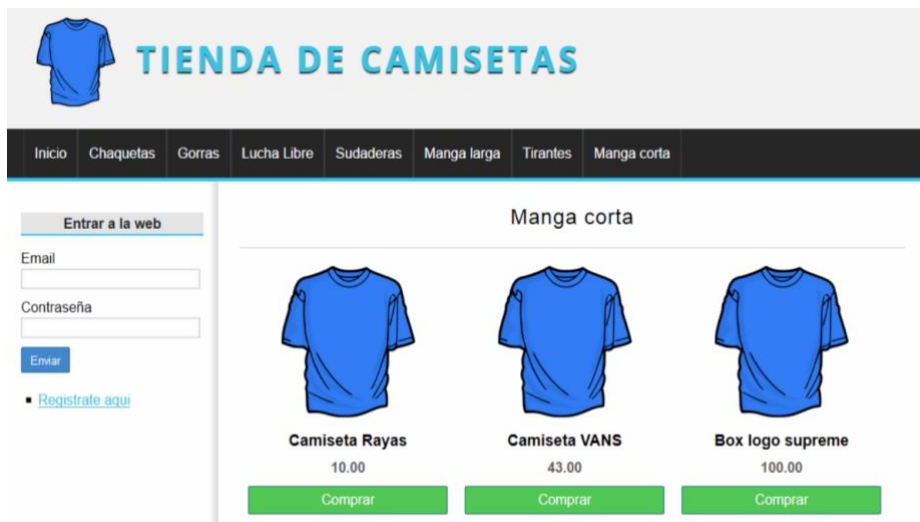 TIENDA DE CAMISETAS
Inicio Chaquetas Gorras Lucha Libre Sudaderas Manga larga Tirantes Manga corta
Entrar a la web
Email
Contraseña
Enviar
Registrate aqui
Manga corta
Camiseta Rayas Camiseta VANS Box logo supreme
10.00 43.00 100.00
Comprar Comprar Comprar